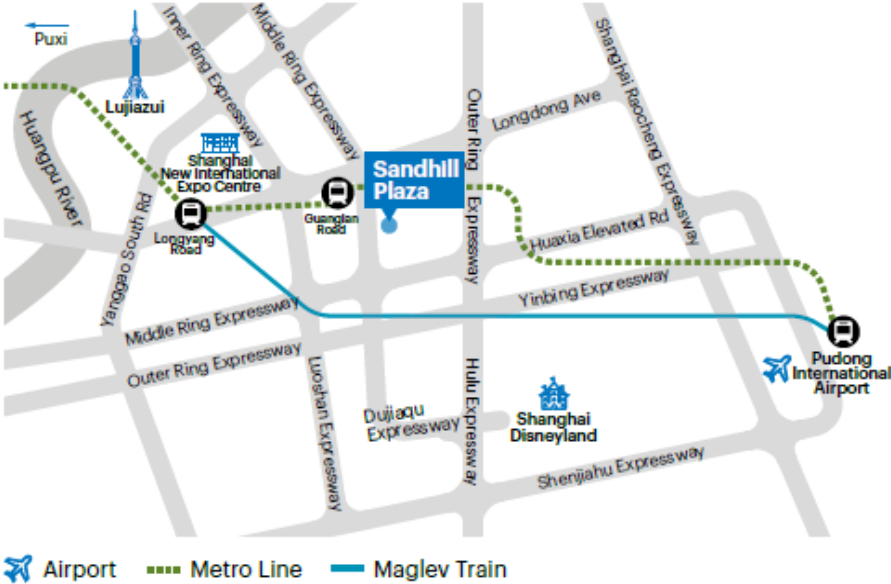 Puxi
Inner Ring Expressway
Middle Ring Expressway
Shanghai Raocheng Expressway
Lujiazui
Huangpu River
Outer Ring Expressway
Longdong Ave
Shanghai
New International
Expo Centre
Sandhill
Plaza
Guanglan
Road
Longyang
Road
Yanggao South Rd
Huaxia Elevated Rd
Yinbing Expressway
Middle Ring Expressway
Outer Ring Expressway
Pudong
International
Airport
Luoshan Expressway
Hulu Expressway
Dujiaqu
Expressway
Shanghai
Disneyland
Shenjiahu Expressway
Airport
Metro Line
Maglev Train